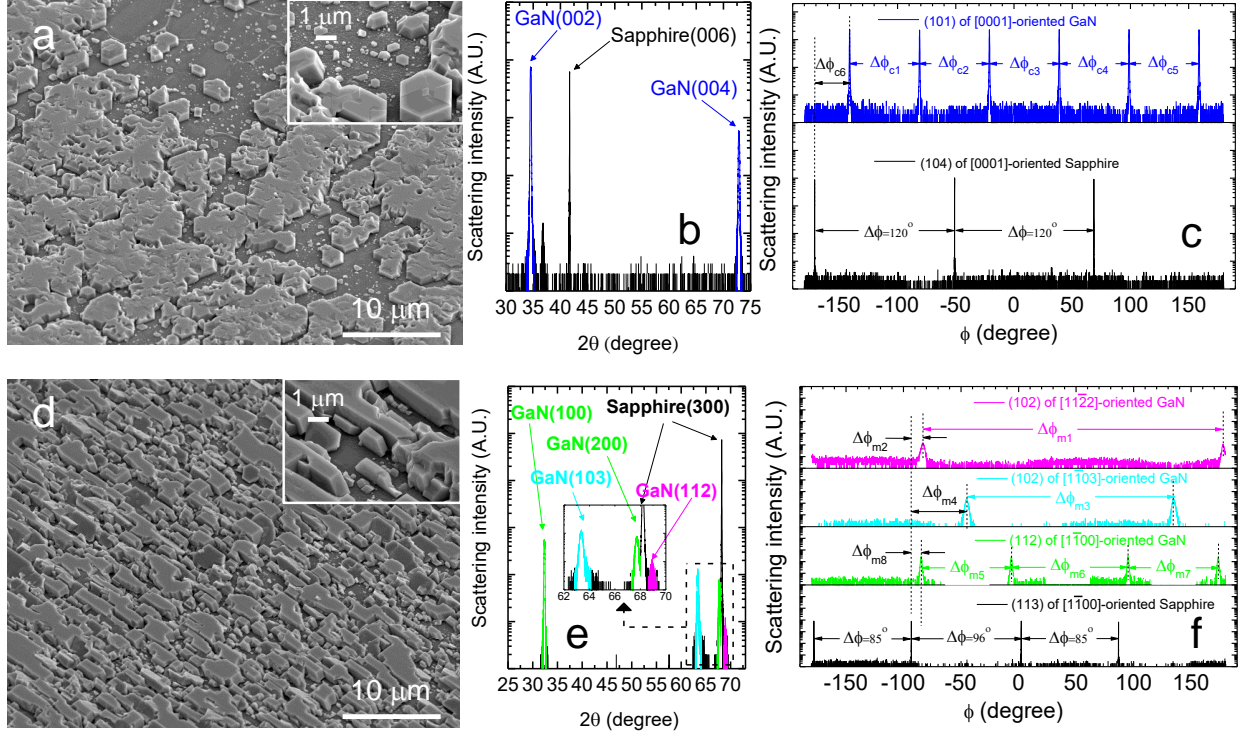 a
1 μm
10 μm
Scattering intensity (A.U.)
GaN(002)
Sapphire(006)
GaN(004)
b
30 35 40 45 50 55 60 65 70 75
2θ (degree)
Scattering intensity (A.U.)
(101) of [0001]-oriented GaN
Δϕc6 Δϕc1 Δϕc2 Δϕc3 Δϕc4 Δϕc5
(104) of [0001]-oriented Sapphire
Δϕ=120° Δϕ=120°
c
-150 -100 -50 0 50 100 150
ϕ (degree)
d
1 μm
10 μm
Scattering intensity (A.U.)
GaN(100)
Sapphire(300)
GaN(200)
GaN(103)
GaN(112)
62 64 66 68 70
e
25 30 35 40 45 50 55 60 65 70
2θ (degree)
Scattering intensity (A.U.)
(102) of [112̅2]-oriented GaN
Δϕm1
Δϕm2
(102) of [11̅03]-oriented GaN
Δϕm4 Δϕm3
(112) of [11̅00]-oriented GaN
Δϕm8 Δϕm5 Δϕm6 Δϕm7
(113) of [11̅00]-oriented Sapphire
Δϕ=85° Δϕ=96° Δϕ=85°
f
-150 -100 -50 0 50 100 150
ϕ (degree)